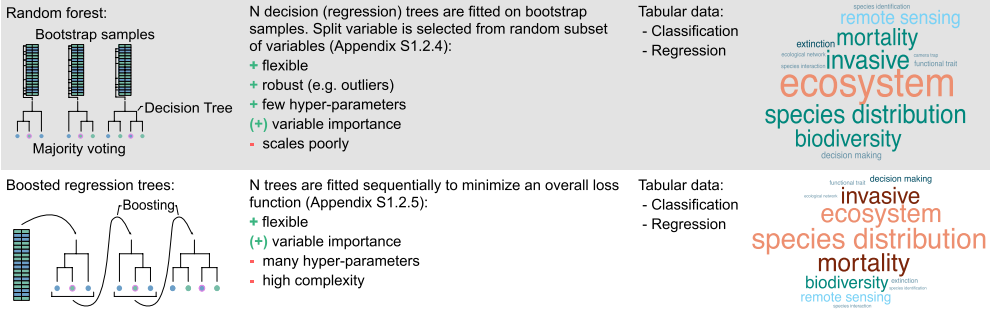 Random forest:
Bootstrap samples
Decision Tree
Majority voting
N decision (regression) trees are fitted on bootstrap
samples. Split variable is selected from random subset
of variables (Appendix S1.2.4):
+ flexible
+ robust (e.g. outliers)
+ few hyper-parameters
(+) variable importance
- scales poorly
Tabular data:
- Classification
- Regression
species identification
remote sensing
mortality
extinction
ecological network
invasive
camera trap
species interaction
functional trait
ecosystem
species distribution
biodiversity
decision making
Boosted regression trees:
Boosting
N trees are fitted sequentially to minimize an overall loss
function (Appendix S1.2.5):
+ flexible
(+) variable importance
- many hyper-parameters
- high complexity
Tabular data:
- Classification
- Regression
decision making
functional trait
ecological network
invasive
ecosystem
species distribution
mortality
biodiversity
extinction
species identification
remote sensing
species interaction